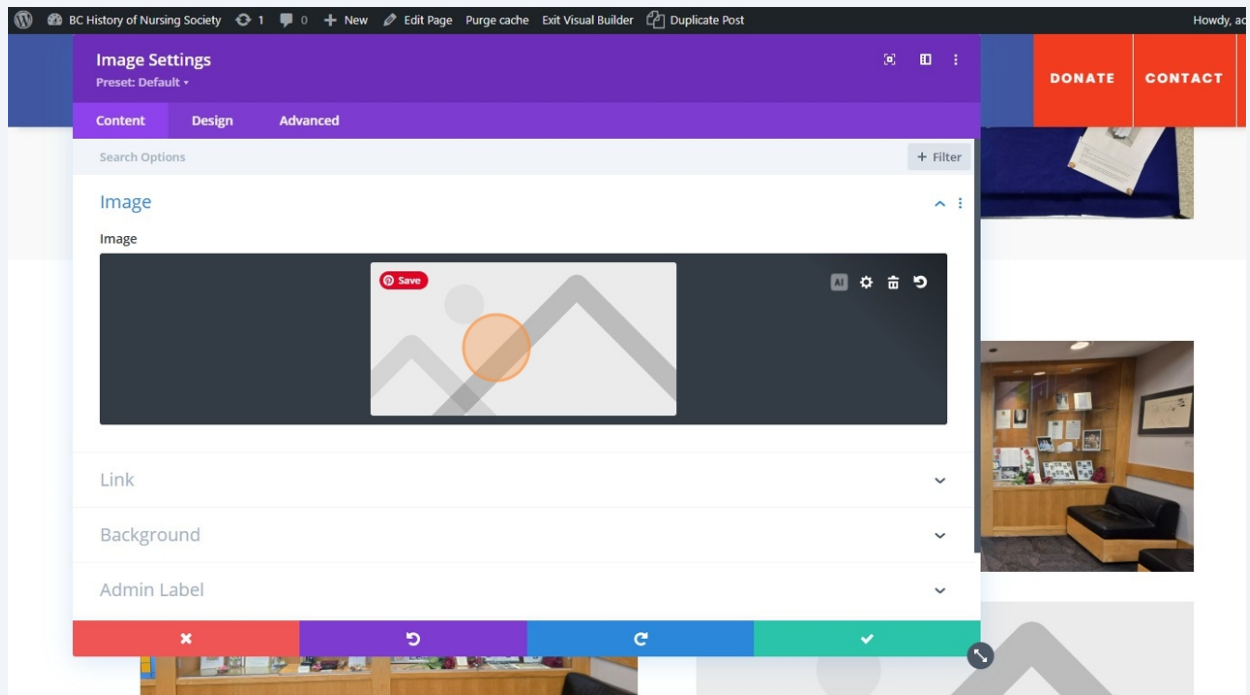 BC History of Nursing Society 1 0 + New Edit Page Purge cache Exit Visual Builder Duplicate Post Howdy, ad
Image Settings
Preset: Default
DONATE CONTACT
Content Design Advanced
Search Options + Filter
Image
Image
Save AI
Link
Background
Admin Label